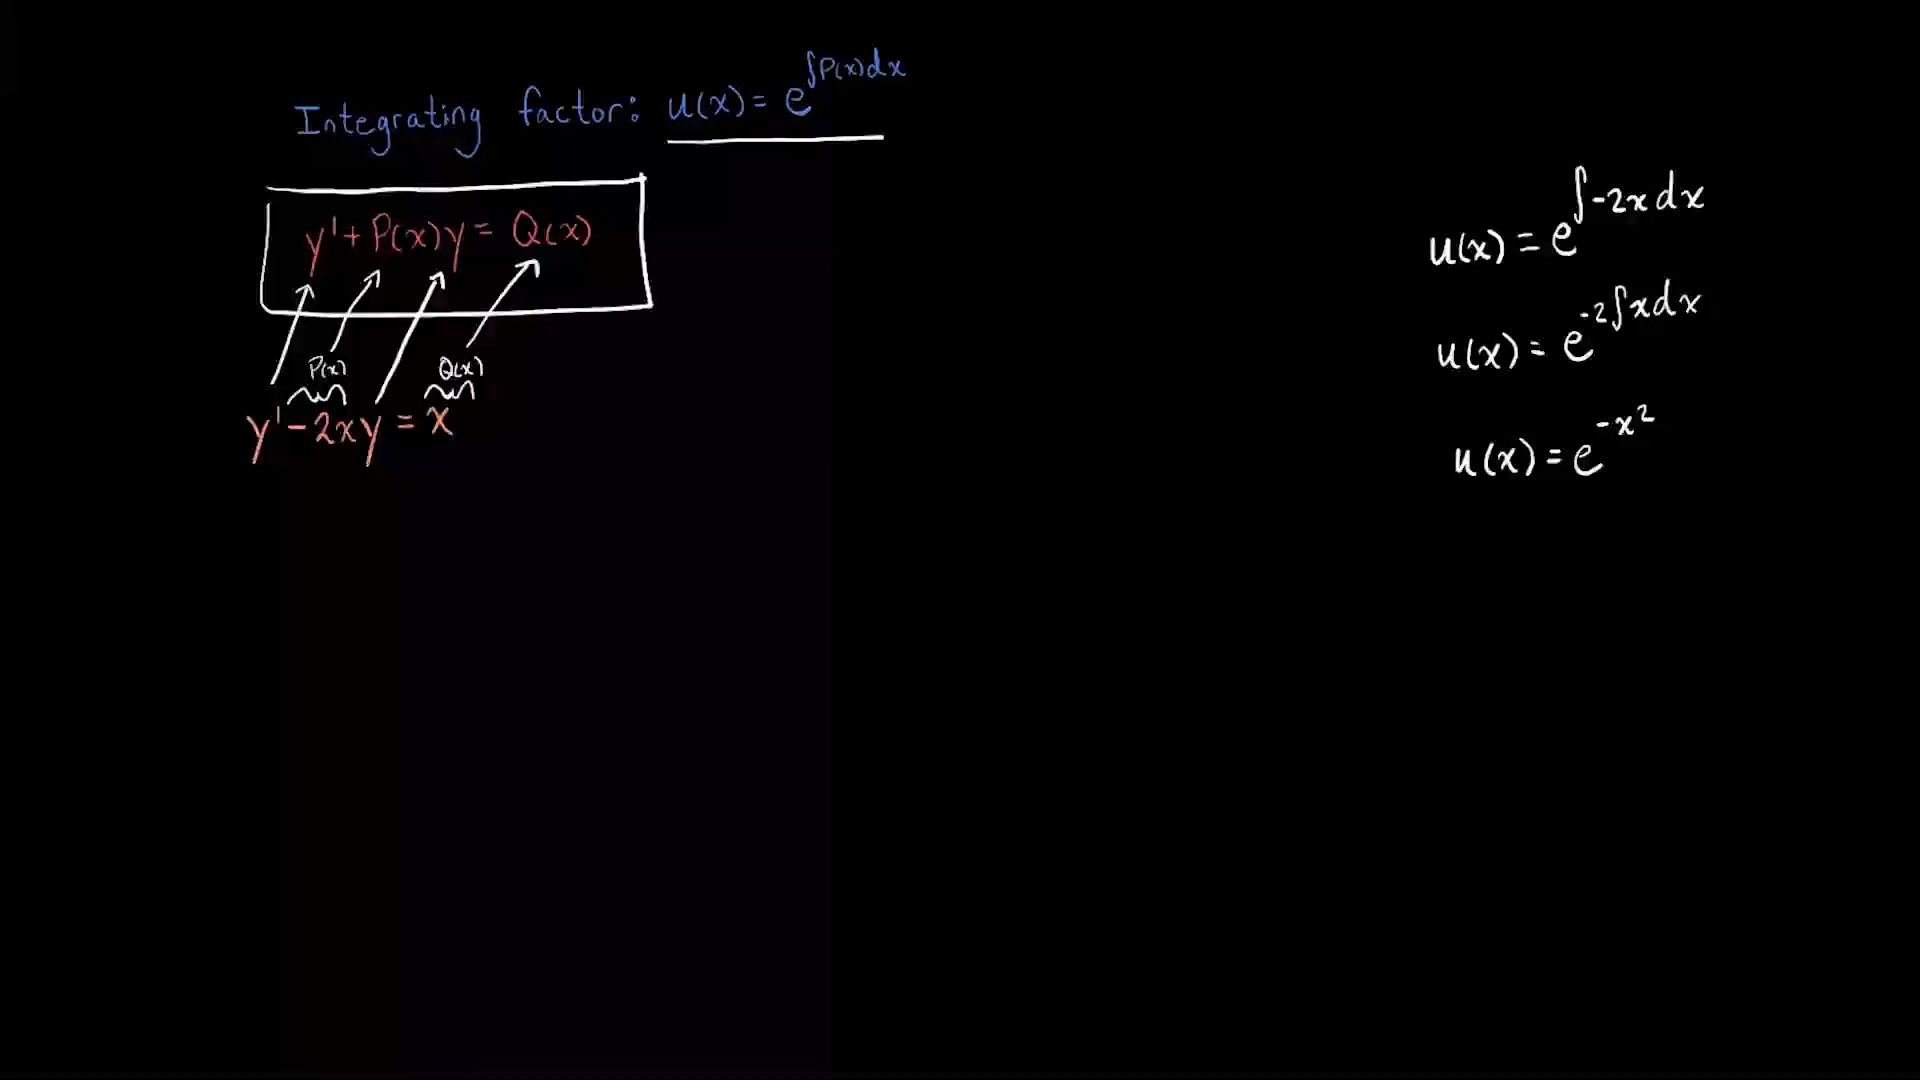 Integrating factor: u(x) = e^∫P(x)dx
y' + P(x)y = Q(x)
P(x) Q(x)
y' - 2xy = x
u(x) = e^∫-2x dx
u(x) = e^-2∫x dx
u(x) = e^-x²